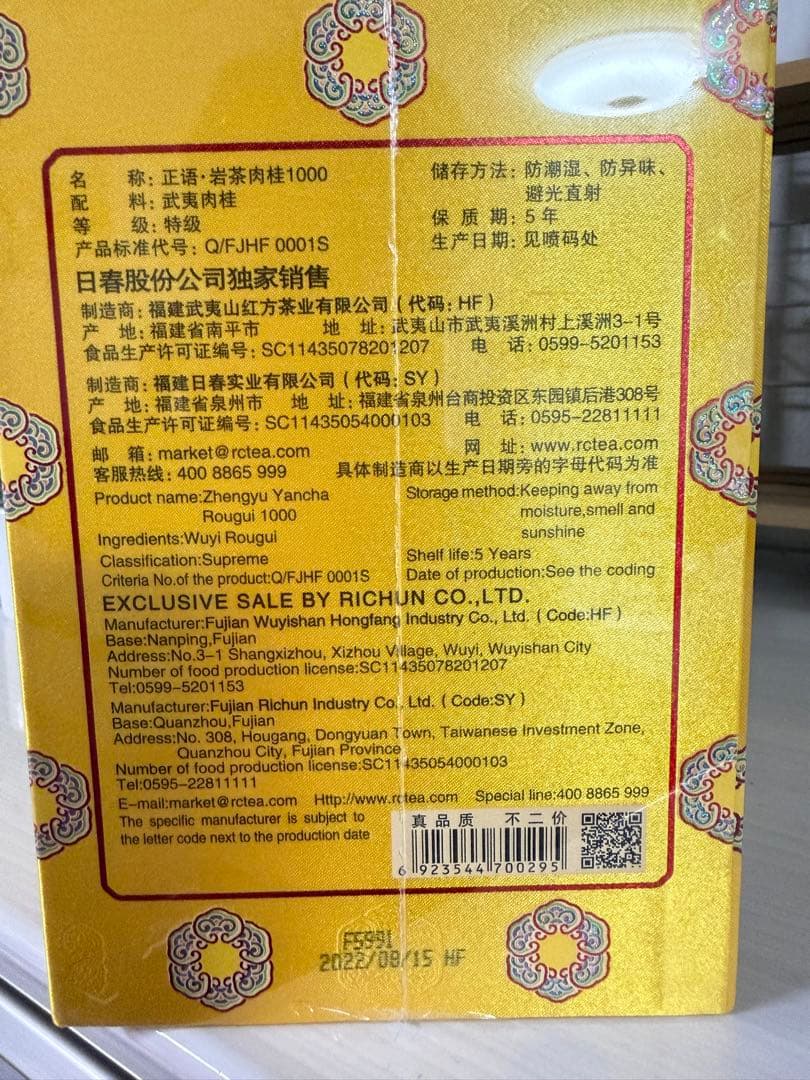 名 称：正语·岩茶肉桂1000
配 料：武夷肉桂
等 级：特级
产品标准代号：Q/FJHF 0001S
储存方法：防潮湿、防异味、
避光直射
保 质 期：5 年
生产日期：见喷码处
日春股份公司独家销售
制造商：福建武夷山红方茶业有限公司（代码：HF）
产 地：福建省南平市 地 址：武夷山市武夷溪洲村上溪洲3-1号
食品生产许可证编号：SC11435078201207 电 话：0599-5201153
制造商：福建日春实业有限公司（代码：SY）
产 地：福建省泉州市 地 址：福建省泉州台商投资区东园镇后港308号
食品生产许可证编号：SC11435054000103 电 话：0595-22811111
邮 箱：market@rctea.com 网 址：www.rctea.com
客服热线：400 8865 999 具体制造商以生产日期旁的字母代码为准
Product name:Zhengyu Yancha
Rougui 1000
Ingredients:Wuyi Rougui
Classification:Supreme
Criteria No.of the product:Q/FJHF 0001S
Storage method:Keeping away from
moisture,smell and
sunshine
Shelf life:5 Years
Date of production:See the coding
EXCLUSIVE SALE BY RICHUN CO.,LTD.
Manufacturer:Fujian Wuyishan Hongfang Industry Co., Ltd.（Code:HF）
Base:Nanping,Fujian
Address:No.3-1 Shangxizhou, Xizhou Village, Wuyi, Wuyishan City
Number of food production license:SC11435078201207
Tel:0599-5201153
Manufacturer:Fujian Richun Industry Co., Ltd.（Code:SY）
Base:Quanzhou,Fujian
Address:No. 308, Hougang, Dongyuan Town, Taiwanese Investment Zone,
Quanzhou City, Fujian Province
Number of food production license:SC11435054000103
Tel:0595-22811111
E-mail:market@rctea.com Http://www.rctea.com Special line:400 8865 999
The specific manufacturer is subject to
the letter code next to the production date
真品质 不二价
6 923544 700295
F5991
2022/08/15 HF